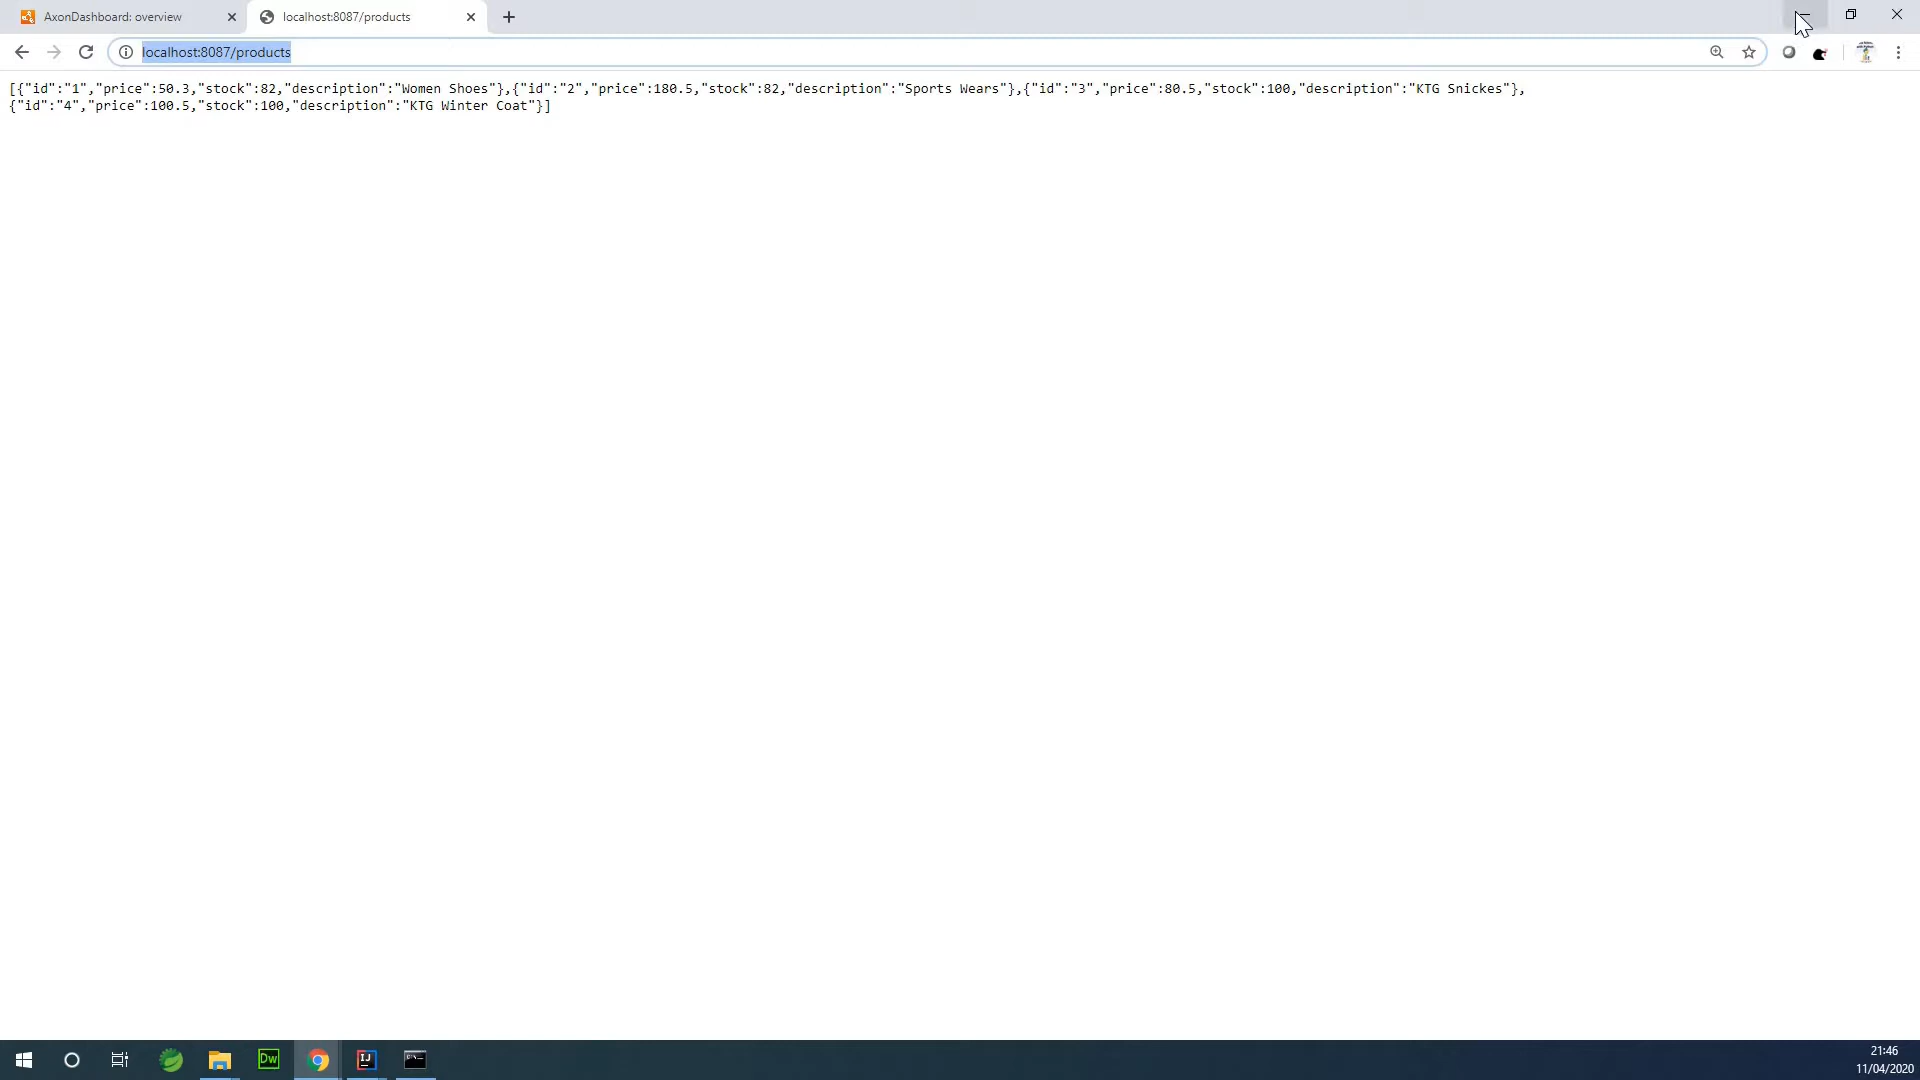 AxonDashboard: overview
localhost:8087/products
localhost:8087/products
[{"id":"1","price":50.3,"stock":82,"description":"Women Shoes"},{"id":"2","price":180.5,"stock":82,"description":"Sports Wears"},{"id":"3","price":80.5,"stock":100,"description":"KTG Snickes"},
{"id":"4","price":100.5,"stock":100,"description":"KTG Winter Coat"}]
Dw
IJ
21:46
11/04/2020